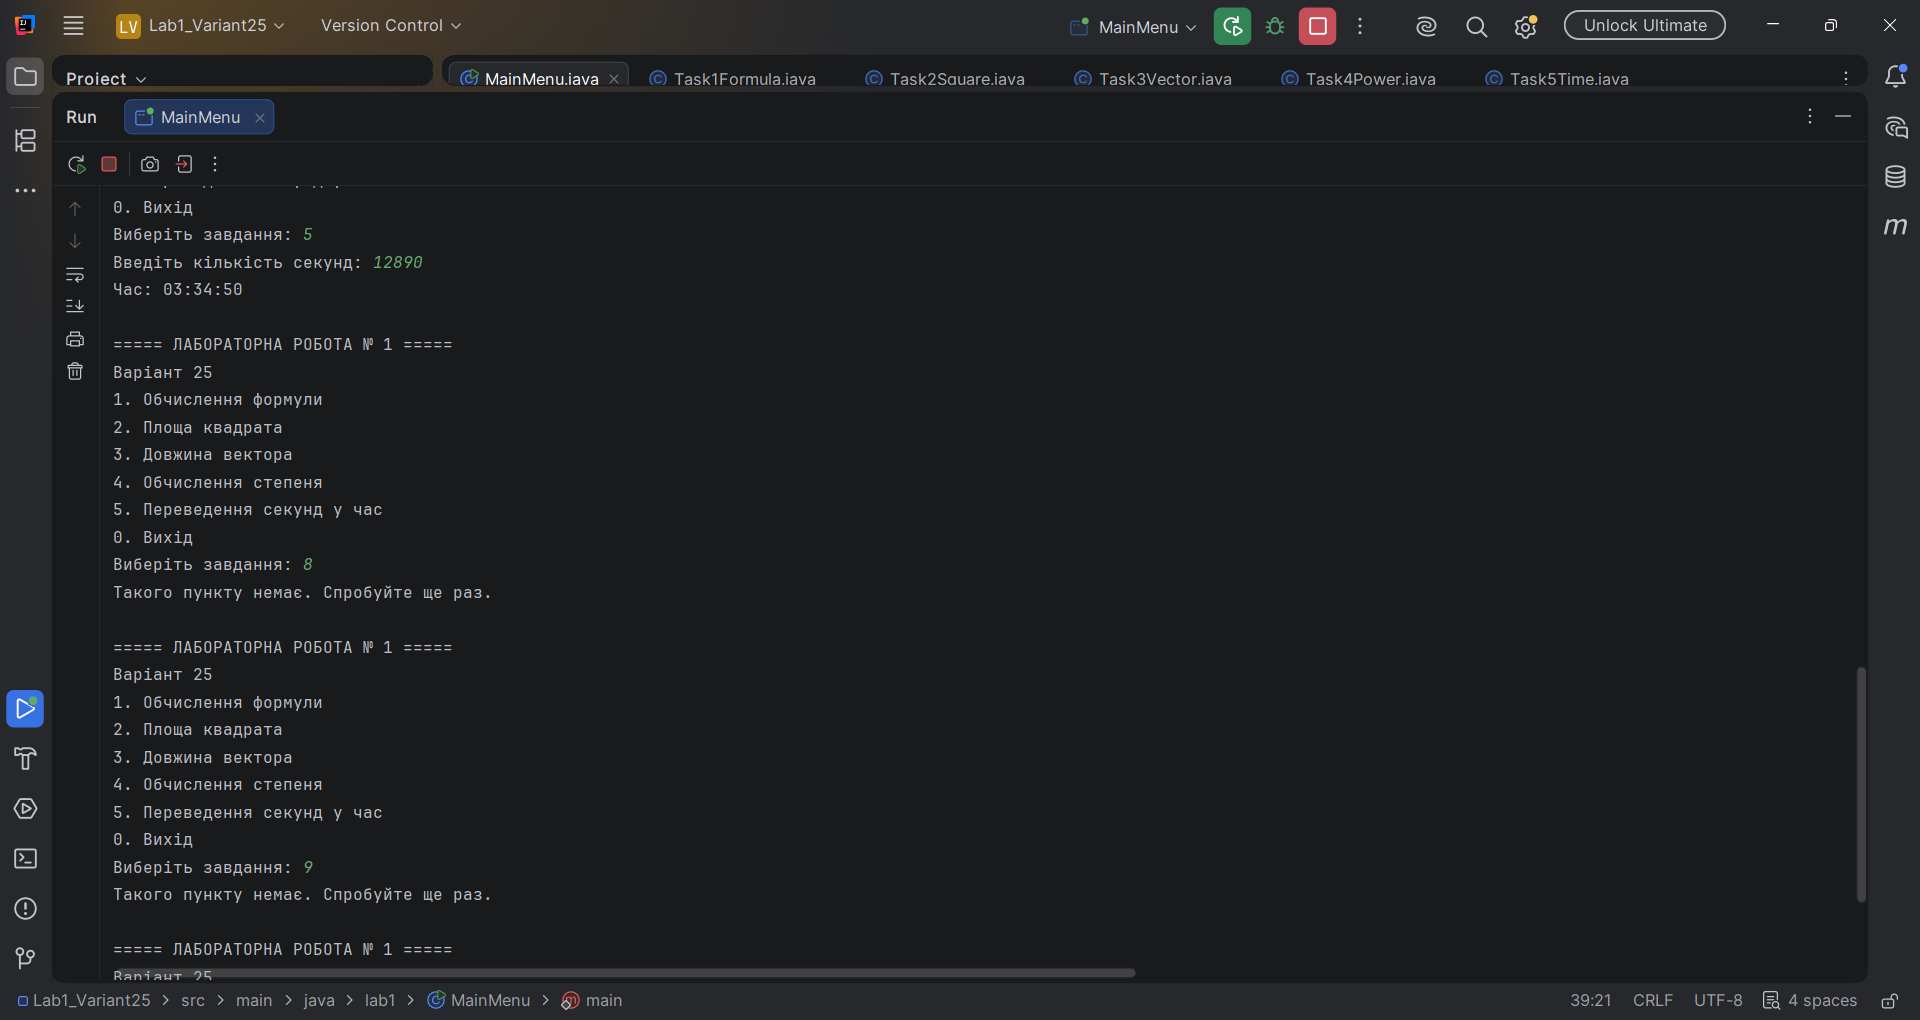 LV Lab1_Variant25 Version Control MainMenu Unlock Ultimate
Project MainMenu.java Task1Formula.java Task2Square.java Task3Vector.java Task4Power.java Task5Time.java
Run MainMenu
0. Вихід
Виберіть завдання: 5
Введіть кількість секунд: 12890
Час: 03:34:50
===== ЛАБОРАТОРНА РОБОТА № 1 =====
Варіант 25
1. Обчислення формули
2. Площа квадрата
3. Довжина вектора
4. Обчислення степеня
5. Переведення секунд у час
0. Вихід
Виберіть завдання: 8
Такого пункту немає. Спробуйте ще раз.
===== ЛАБОРАТОРНА РОБОТА № 1 =====
Варіант 25
1. Обчислення формули
2. Площа квадрата
3. Довжина вектора
4. Обчислення степеня
5. Переведення секунд у час
0. Вихід
Виберіть завдання: 9
Такого пункту немає. Спробуйте ще раз.
===== ЛАБОРАТОРНА РОБОТА № 1 =====
Варіант 25
Lab1_Variant25 > src > main > java > lab1 > MainMenu > main 39:21 CRLF UTF-8 4 spaces